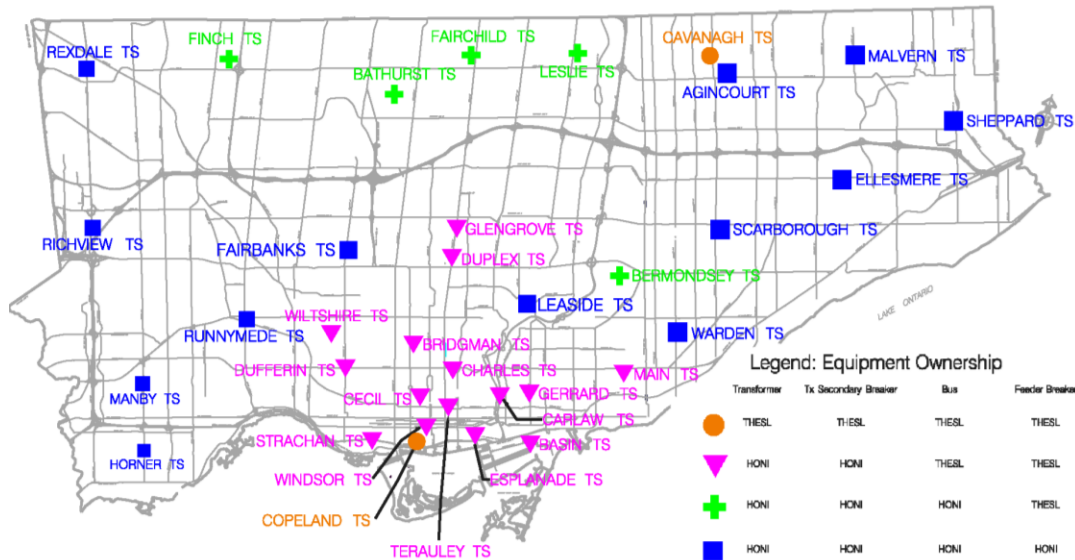 REXDALE TS
FINCH TS
FAIRCHILD TS
BATHURST TS
LESLIE TS
CAVANAGH TS
AGINCOURT TS
MALVERN TS
SHEPPARD TS
ELLESMERE TS
RICHVIEW TS
FAIRBANKS TS
GLENGROVE TS
DUPLEX TS
SCARBOROUGH TS
BERMONDSEY TS
LEASIDE TS
LAKE ONTARIO
WILTSHIRE TS
RUNNYMEDE TS
BRIDGMAN TS
WARDEN TS
DUFFERIN TS
CHARLES TS
MAIN TS
MANBY TS
CECIL TS
GERRARD TS
CARLAW TS
STRACHAN TS
BASIN TS
HORNER TS
WINDSOR TS
ESPLANADE TS
COPELAND TS
TERAULEY TS
Legend: Equipment Ownership
Transformer Tx Secondary Breaker Bus Feeder Breaker
THESL THESL THESL THESL
HONI HONI THESL THESL
HONI HONI HONI THESL
HONI HONI HONI HONI